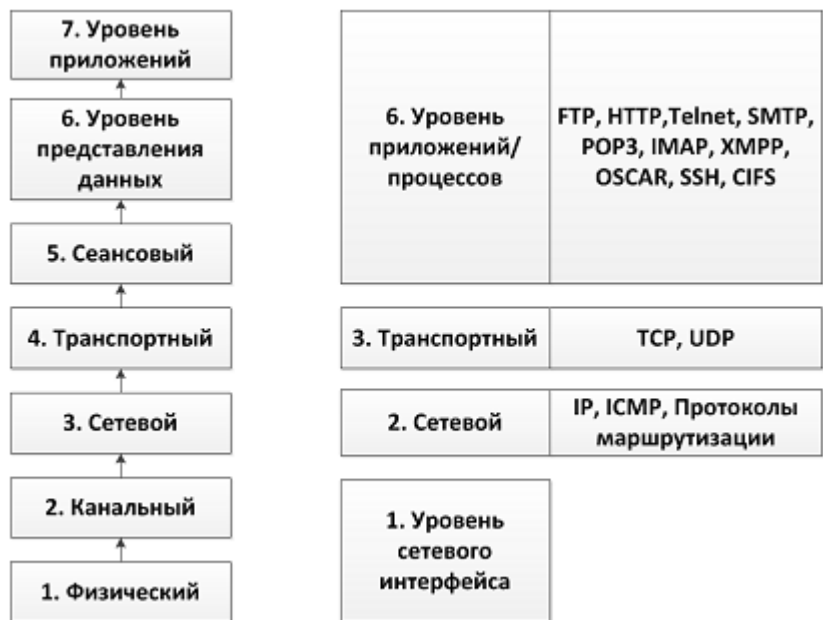 7. Уровень
приложений
6. Уровень
представления
данных
5. Сеансовый
4. Транспортный
3. Сетевой
2. Канальный
1. Физический
6. Уровень
приложений/
процессов
FTP, HTTP,Telnet, SMTP,
POP3, IMAP, XMPP,
OSCAR, SSH, CIFS
3. Транспортный
TCP, UDP
2. Сетевой
IP, ICMP, Протоколы
маршрутизации
1. Уровень
сетевого
интерфейса